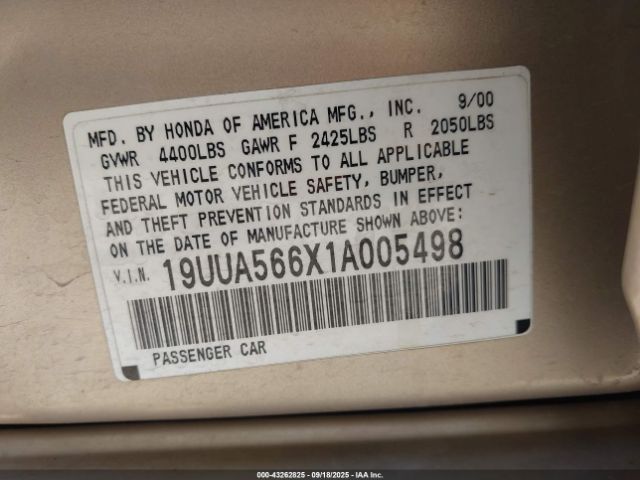 MFD. BY HONDA OF AMERICA MFG., INC. 9/00
GVWR 4400LBS GAWR F 2425LBS R 2050LBS
THIS VEHICLE CONFORMS TO ALL APPLICABLE
FEDERAL MOTOR VEHICLE SAFETY, BUMPER,
AND THEFT PREVENTION STANDARDS IN EFFECT
ON THE DATE OF MANUFACTURE SHOWN ABOVE:
V.I.N. 19UUA566X1A005498
PASSENGER CAR
000-43262825 - 09/18/2025 - Copyright © 2025 IAA Inc.